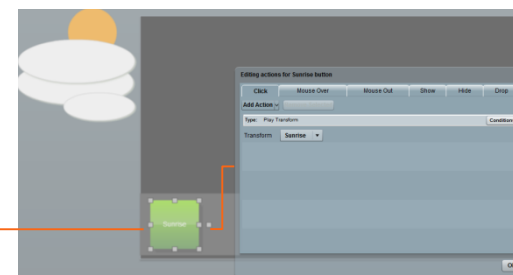 Editing actions for Sunrise button
Click Mouse Over Mouse Out Show Hide Drop
Add Action
Type: Play Transform Condition
Transform Sunrise
Sunrise